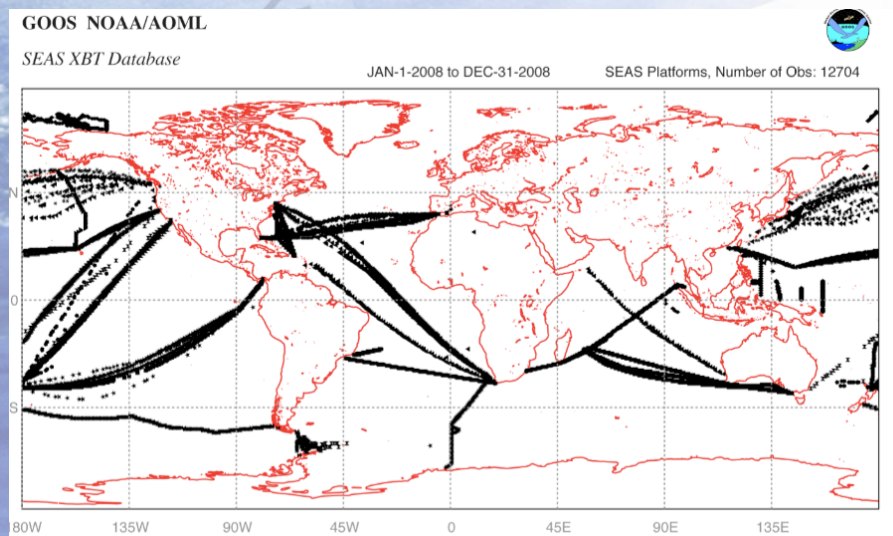 GOOS NOAA/AOML
SEAS XBT Database
JAN-1-2008 to DEC-31-2008 SEAS Platforms, Number of Obs: 12704
N
0
S
80W 135W 90W 45W 0 45E 90E 135E